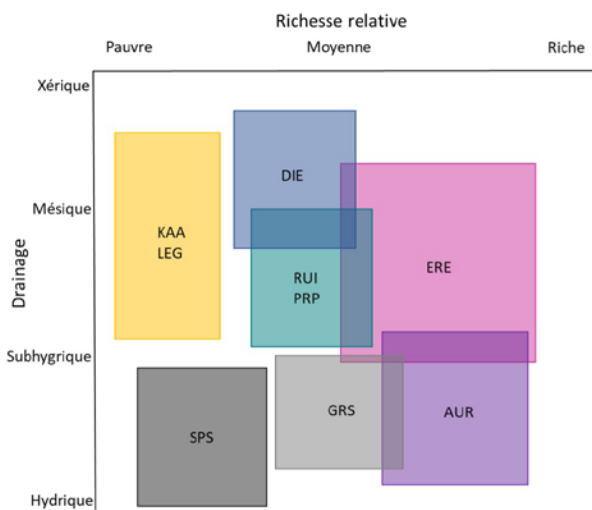 Richesse relative
Pauvre Moyenne Riche
Xérique
DIE
Mésique
KAA
LEG
ERE
RUI
PRP
Drainage
Subhygrique
GRS
AUR
SPS
Hydrique